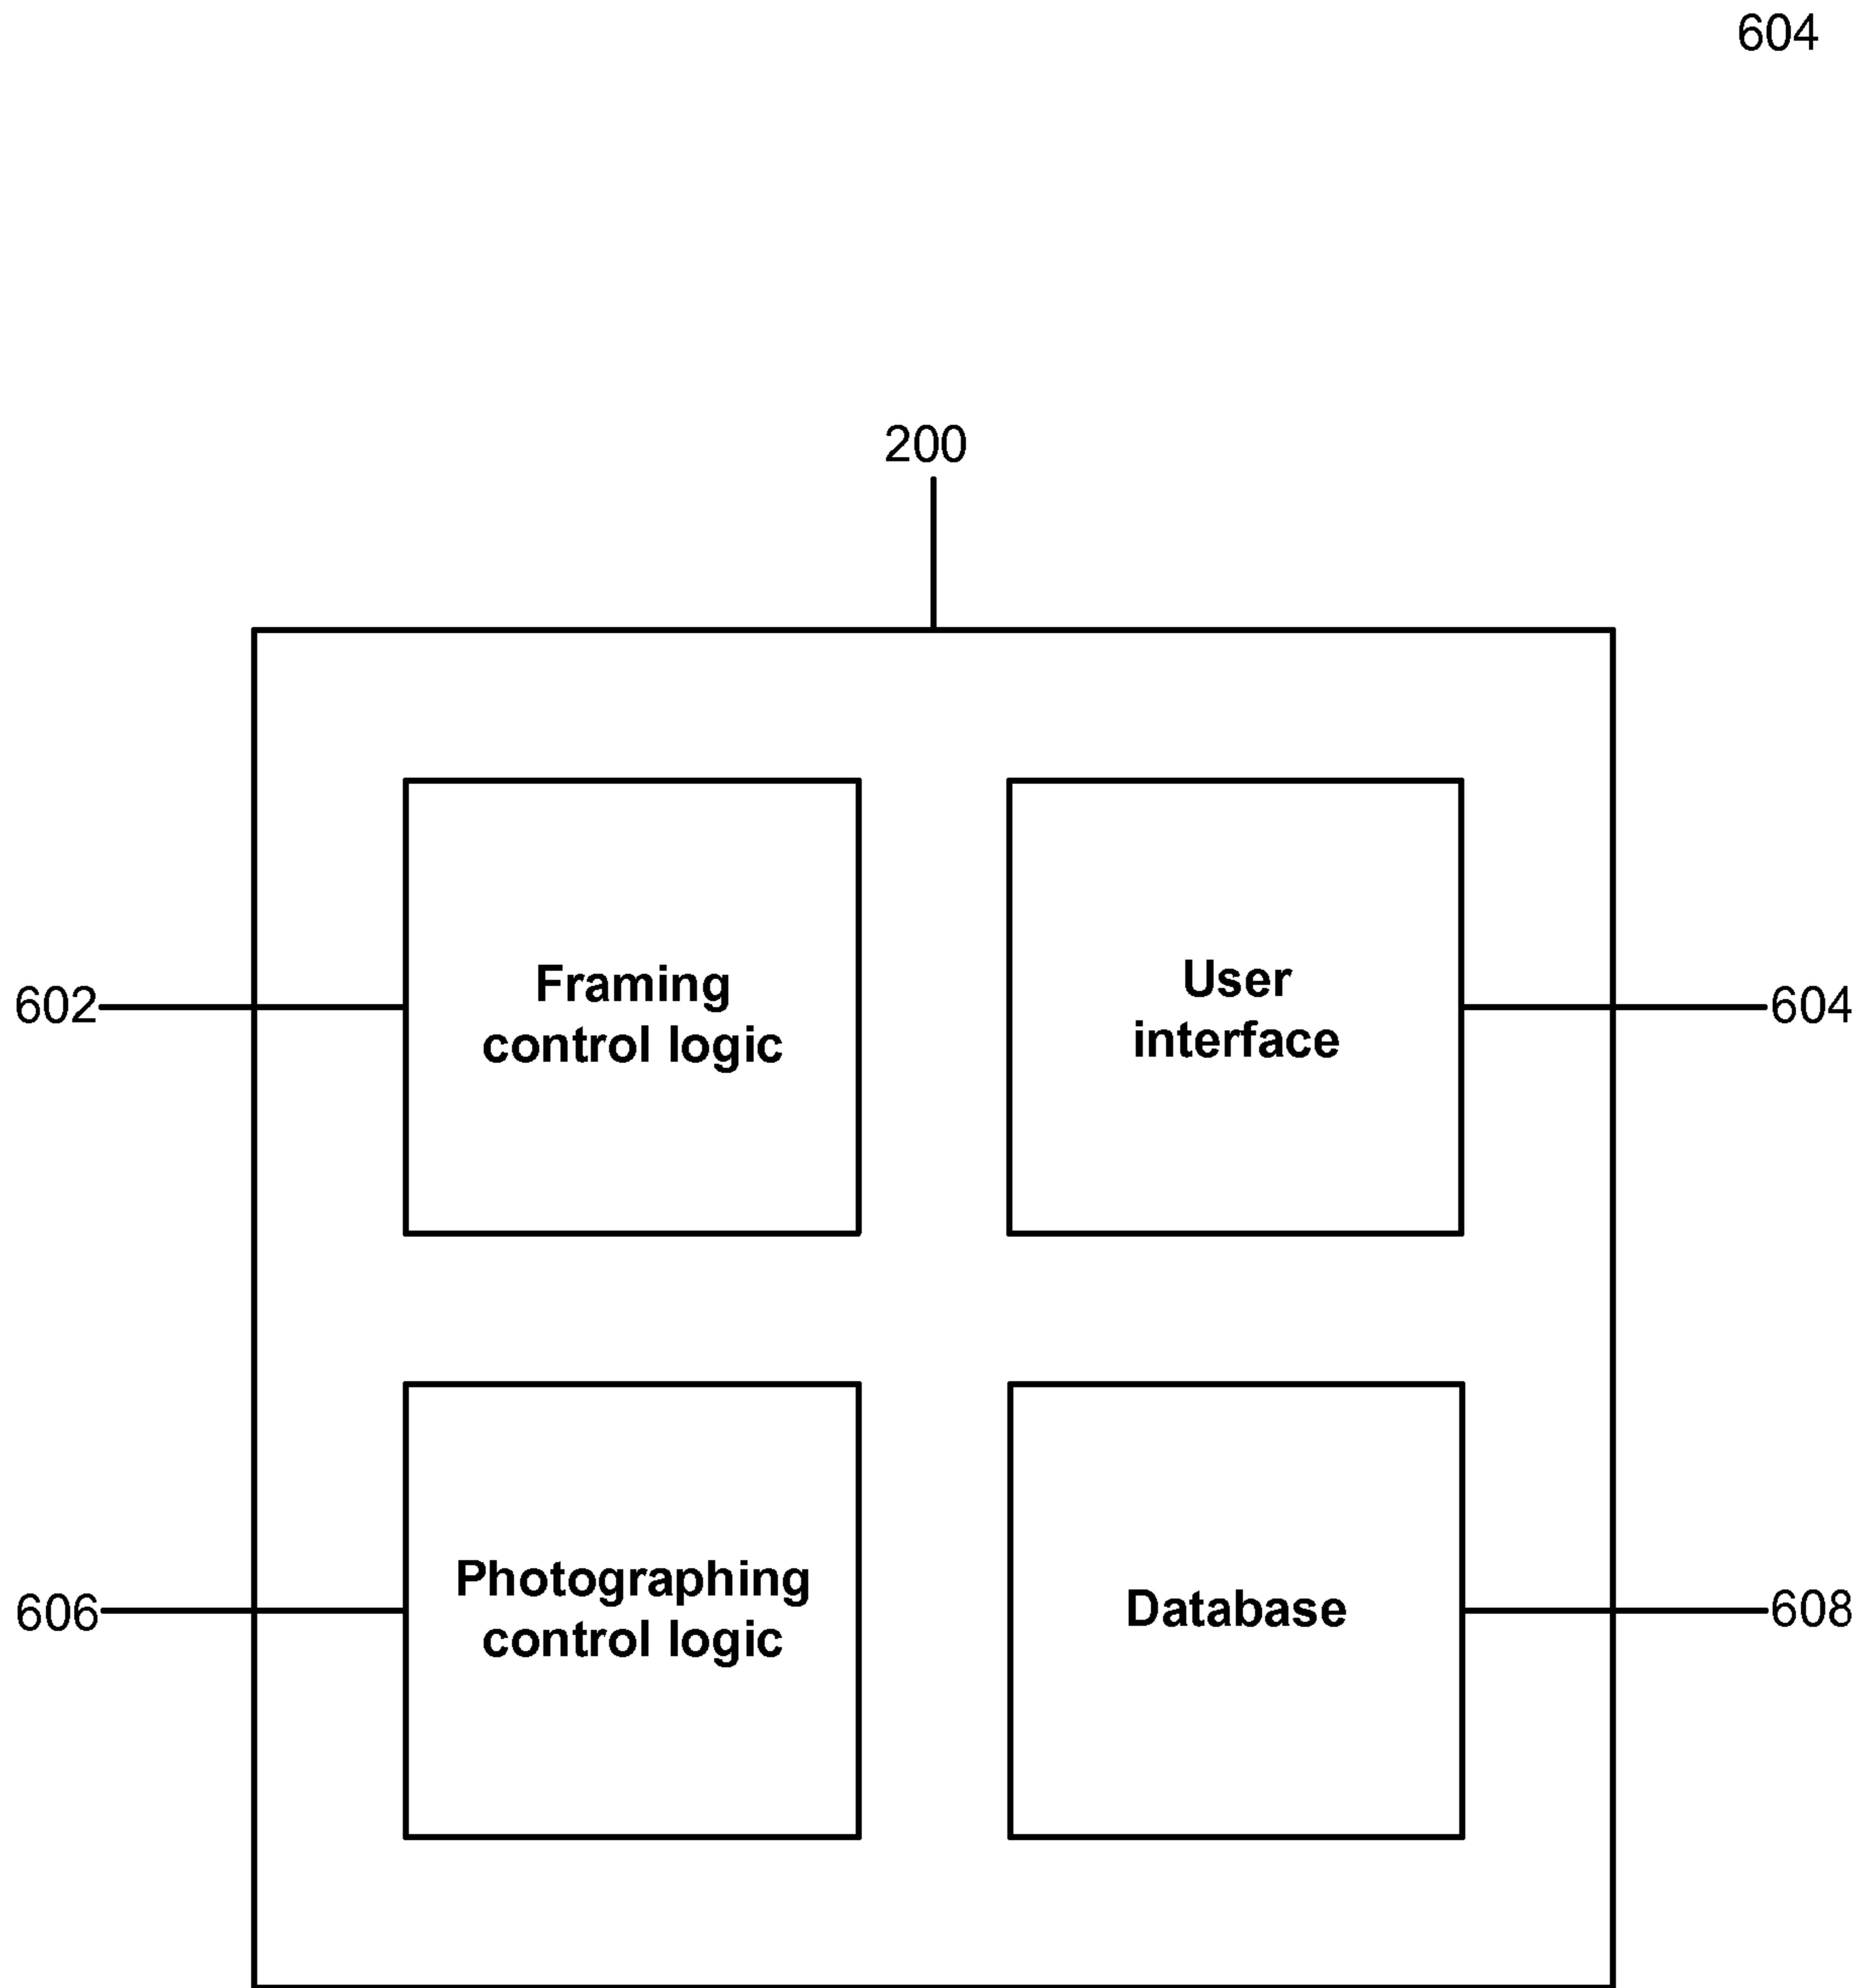 604
200
Framing
control logic
User
interface
602
604
Photographing
control logic
Database
606
608